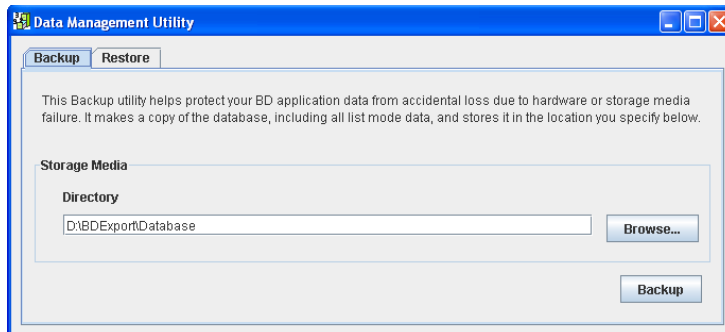 Data Management Utility
Backup Restore
This Backup utility helps protect your BD application data from accidental loss due to hardware or storage media
failure. It makes a copy of the database, including all list mode data, and stores it in the location you specify below.
Storage Media
Directory
D:\BDExport\Database
Browse...
Backup